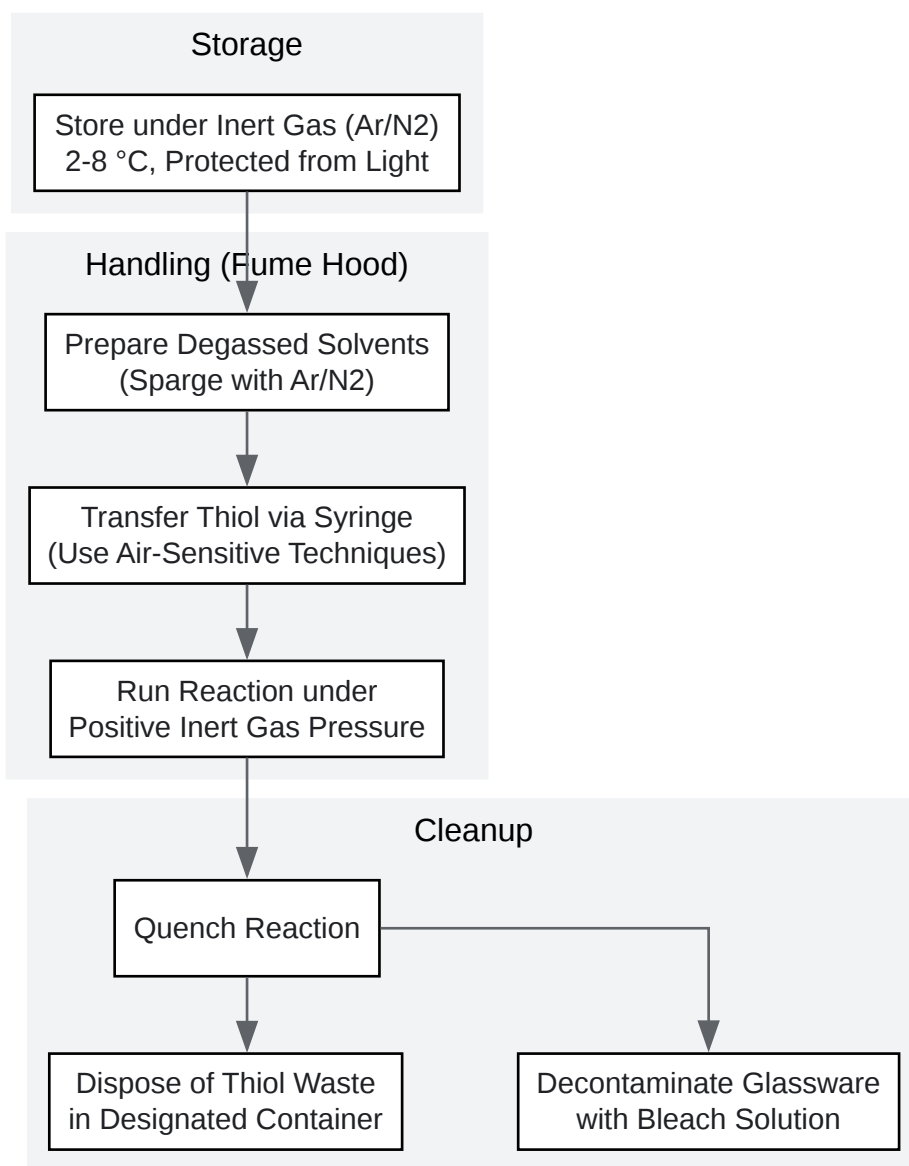 Storage
Store under Inert Gas (Ar/N2)
2-8 °C, Protected from Light
Handling (Fume Hood)
Prepare Degassed Solvents
(Sparge with Ar/N2)
Transfer Thiol via Syringe
(Use Air-Sensitive Techniques)
Run Reaction under
Positive Inert Gas Pressure
Cleanup
Quench Reaction
Dispose of Thiol Waste
in Designated Container
Decontaminate Glassware
with Bleach Solution